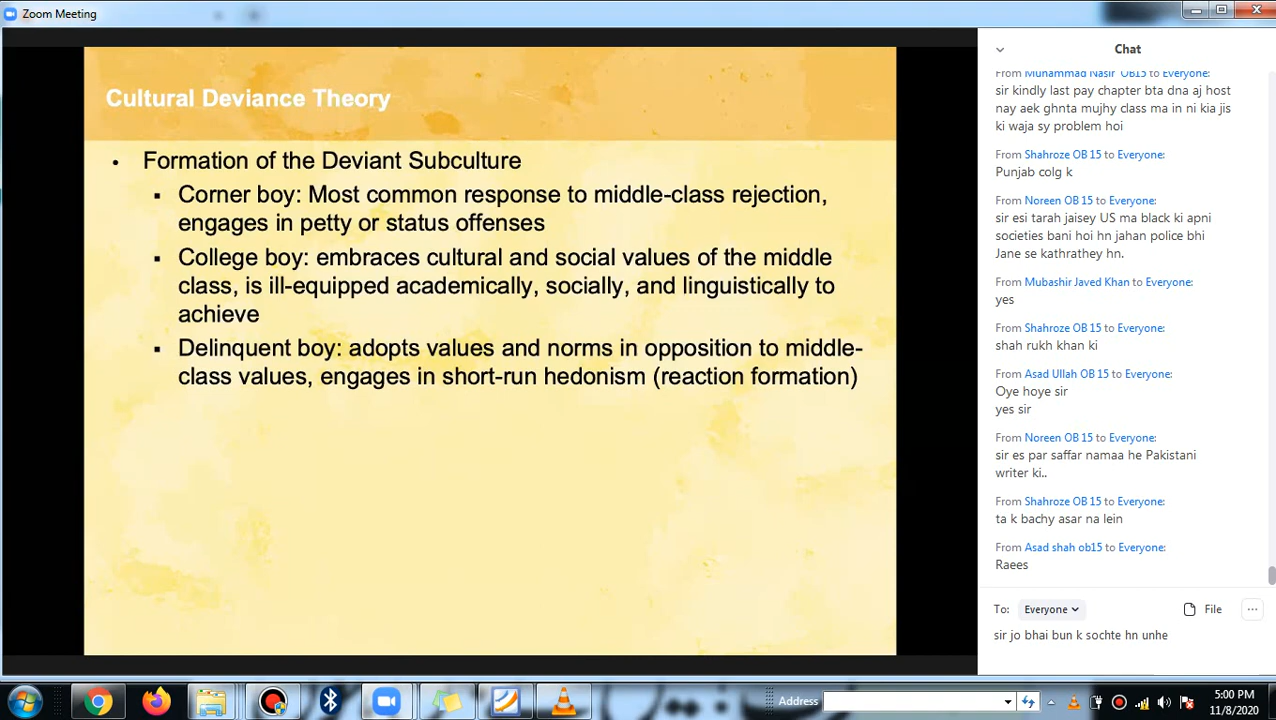 Zoom Meeting
Cultural Deviance Theory
• Formation of the Deviant Subculture
▪ Corner boy: Most common response to middle-class rejection,
engages in petty or status offenses
▪ College boy: embraces cultural and social values of the middle
class, is ill-equipped academically, socially, and linguistically to
achieve
▪ Delinquent boy: adopts values and norms in opposition to middle-
class values, engages in short-run hedonism (reaction formation)
Chat
From Muhammad Nasir OB15 to Everyone:
sir kindly last pay chapter bta dna aj host
nay aek ghnta mujhy class ma in ni kia jis
ki waja sy problem hoi
From Shahroze OB 15 to Everyone:
Punjab colg k
From Noreen OB 15 to Everyone:
sir esi tarah jaisey US ma black ki apni
societies bani hoi hn jahan police bhi
Jane se kathrathey hn.
From Mubashir Javed Khan to Everyone:
yes
From Shahroze OB 15 to Everyone:
shah rukh khan ki
From Asad Ullah OB 15 to Everyone:
Oye hoye sir
yes sir
From Noreen OB 15 to Everyone:
sir es par saffar namaa he Pakistani
writer ki..
From Shahroze OB 15 to Everyone:
ta k bachy asar na lein
From Asad shah ob15 to Everyone:
Raees
To: Everyone File ...
sir jo bhai bun k sochte hn unhe
Address
5:00 PM
11/8/2020